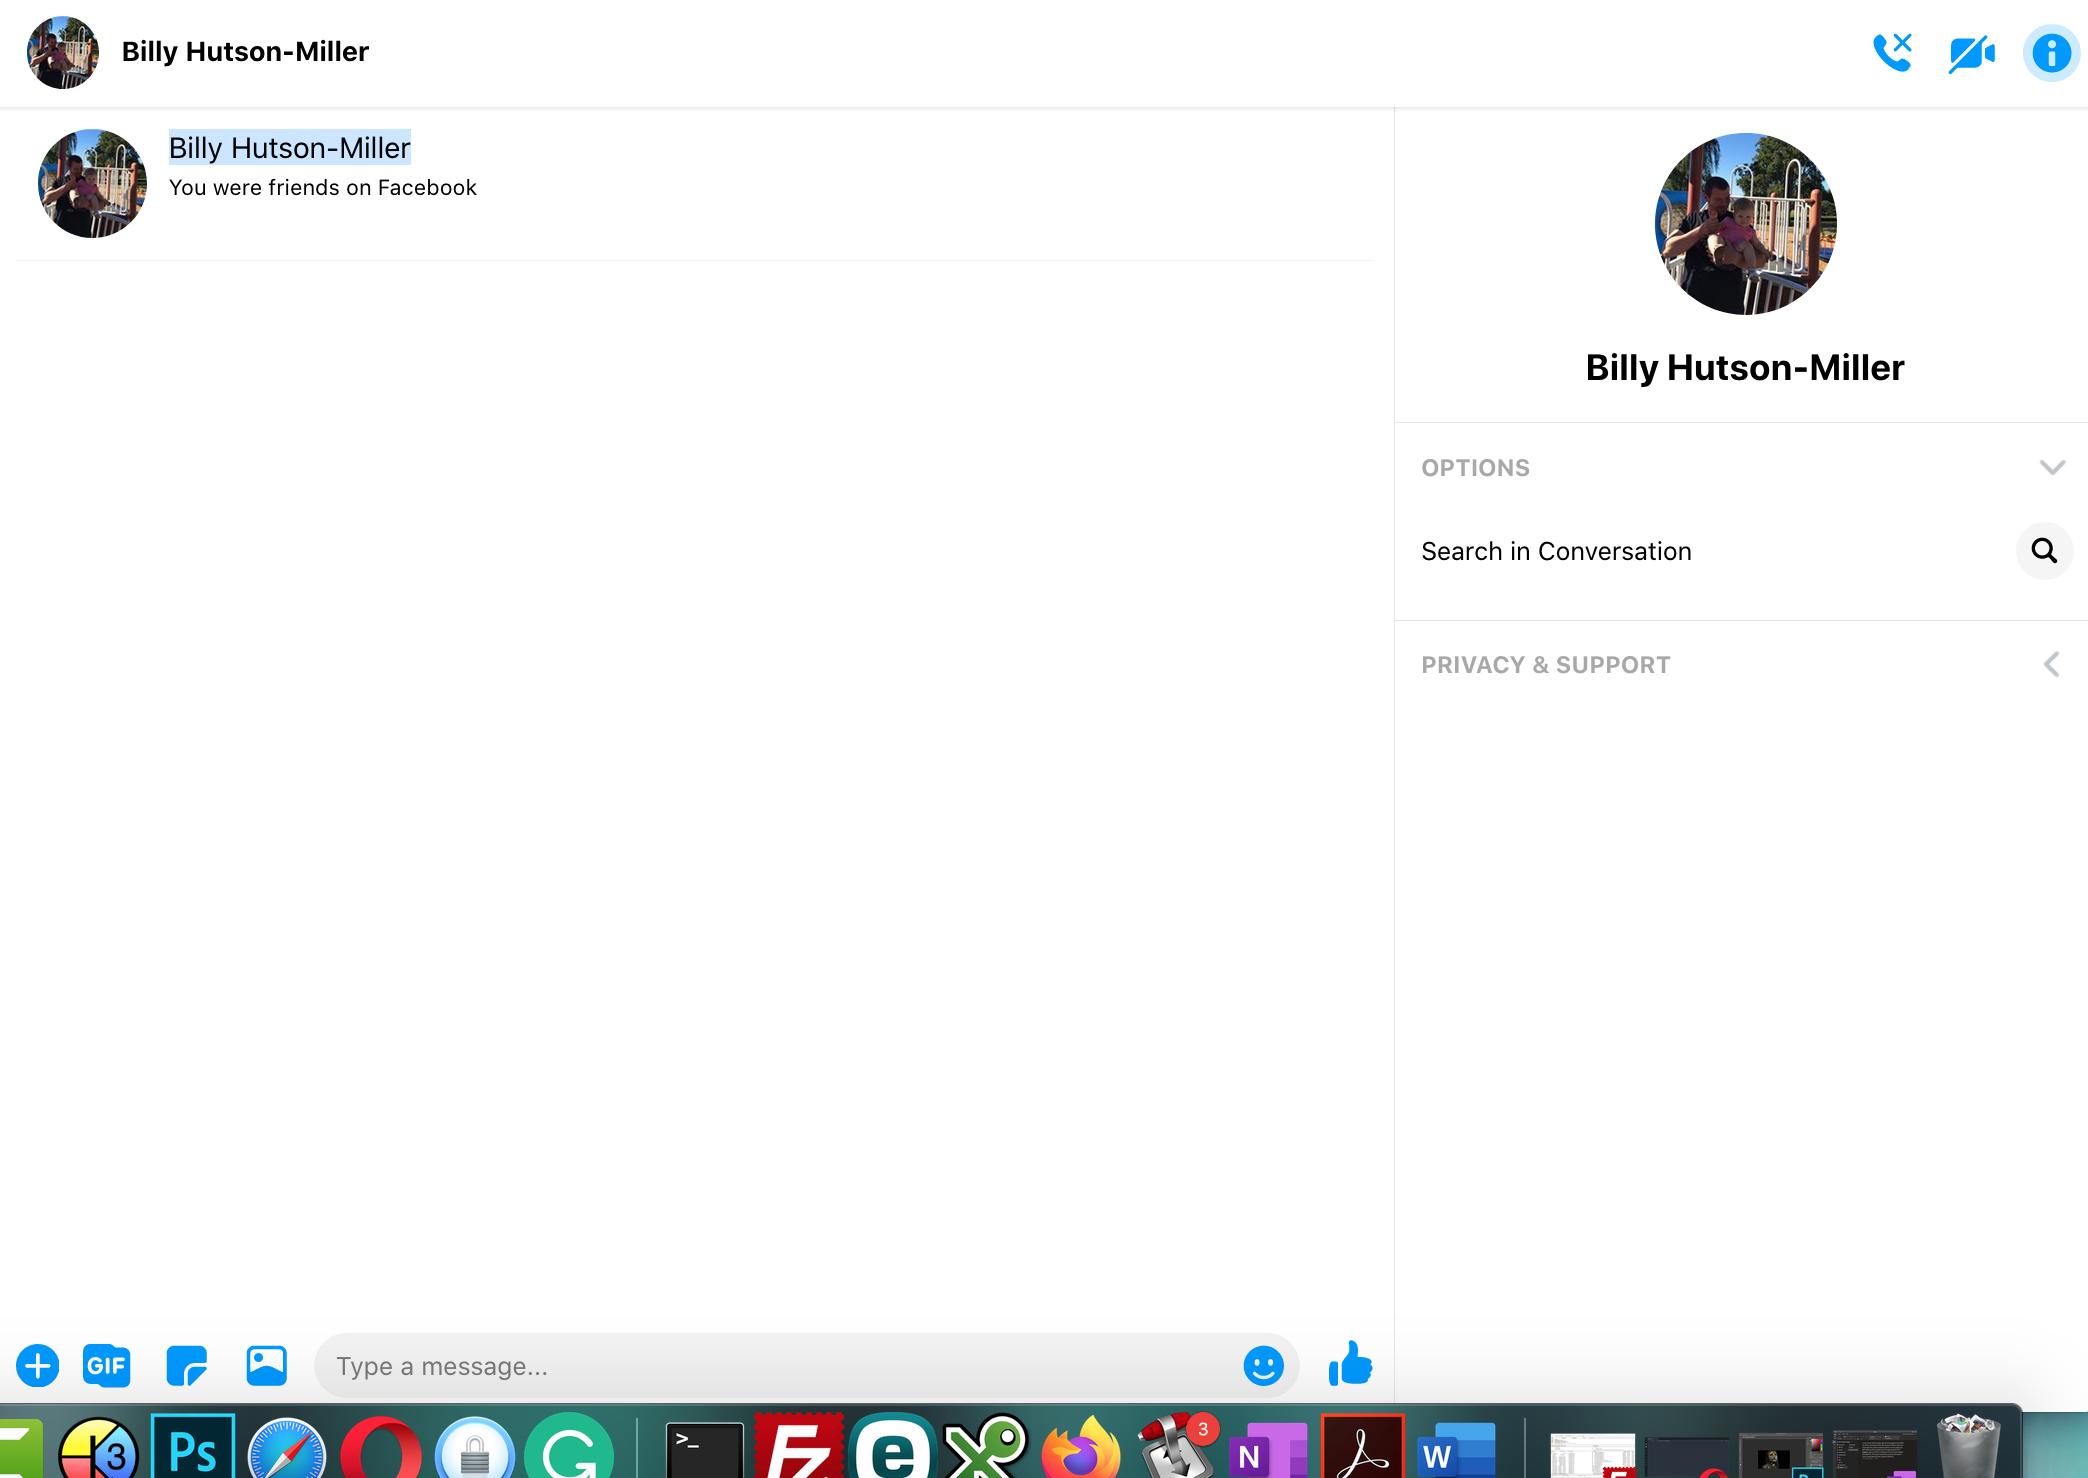 Billy Hutson-Miller
Billy Hutson-Miller
You were friends on Facebook
Billy Hutson-Miller
OPTIONS
Search in Conversation
PRIVACY & SUPPORT
GIF
Type a message...
3
Ps
>_
Fz
e
3
N
W